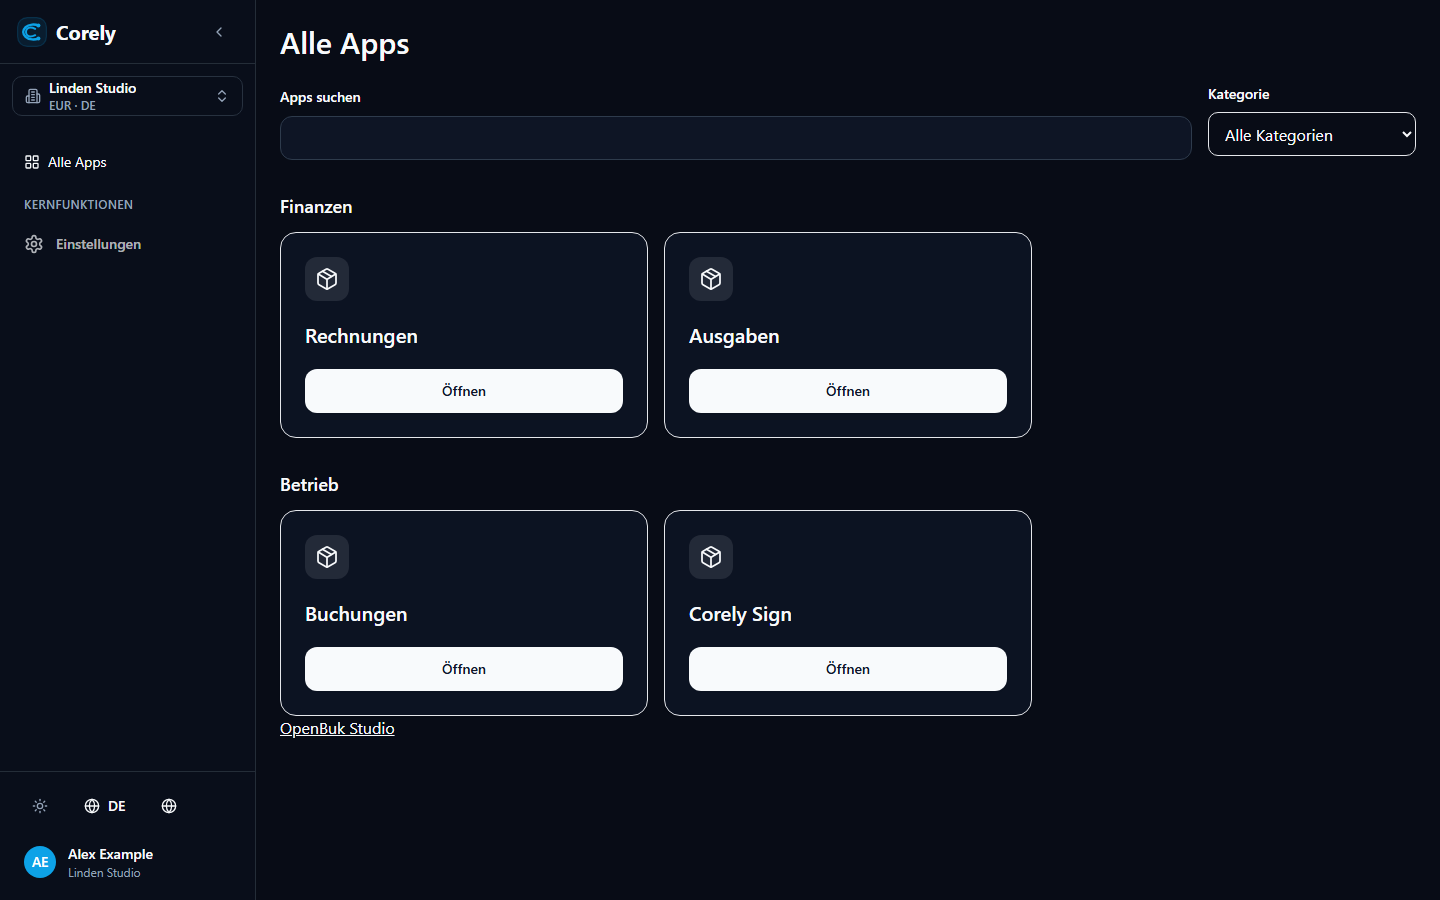 Corely
Linden Studio
EUR · DE
Alle Apps
KERNFUNKTIONEN
Einstellungen
DE
AE
Alex Example
Linden Studio
Alle Apps
Apps suchen
Kategorie
Alle Kategorien
Finanzen
Rechnungen
Öffnen
Ausgaben
Öffnen
Betrieb
Buchungen
Öffnen
Corely Sign
Öffnen
OpenBuk Studio